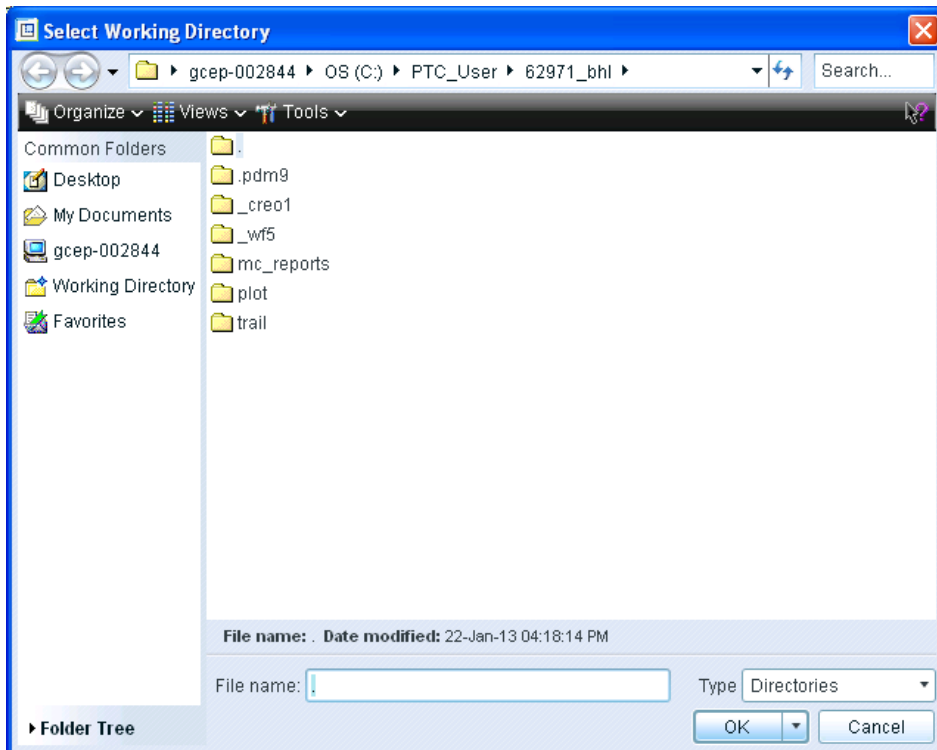 Select Working Directory
gcep-002844 OS (C:) PTC_User 62971_bhl Search...
Organize Views Tools
Common Folders
Desktop
My Documents
gcep-002844
Working Directory
Favorites
.
.pdm9
_creo1
_wf5
mc_reports
plot
trail
File name: . Date modified: 22-Jan-13 04:18:14 PM
File name: . Type Directories
Folder Tree OK Cancel